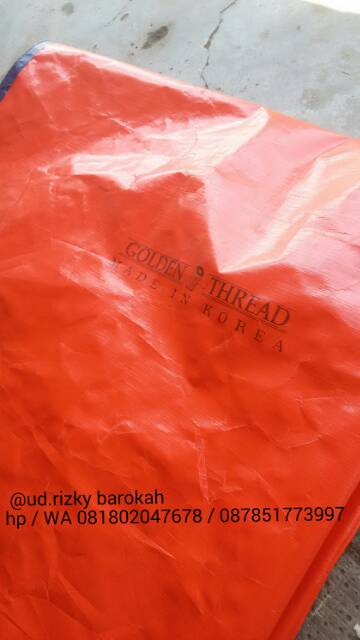 GOLDEN THREAD
MADE IN KOREA
@ud.rizky barokah
hp / WA 081802047678 / 087851773997